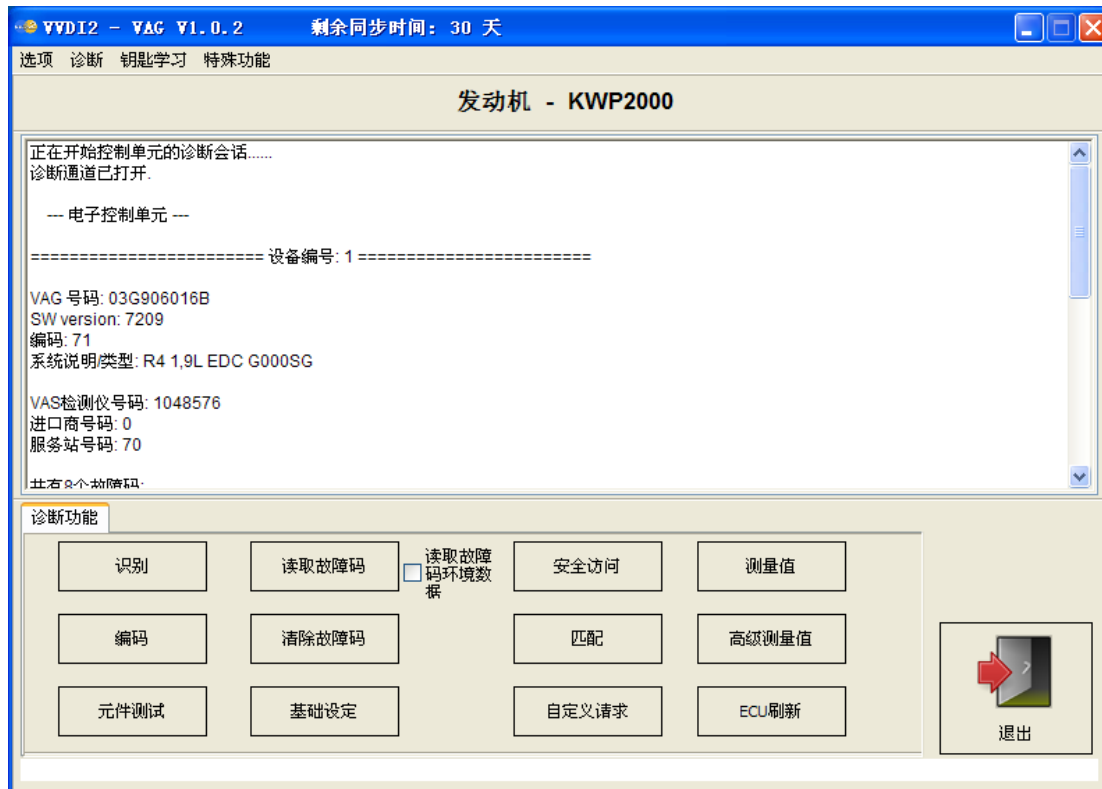 VVDI2 - VAG V1.0.2 剩余同步时间: 30 天
选项 诊断 钥匙学习 特殊功能
发动机 - KWP2000
正在开始控制单元的诊断会话......
诊断通道已打开.
--- 电子控制单元 ---
======================== 设备编号: 1 ========================
VAG 号码: 03G906016B
SW version: 7209
编码: 71
系统说明/类型: R4 1,9L EDC G000SG
VAS检测仪号码: 1048576
进口商号码: 0
服务站号码: 70
共有8个故障码:
诊断功能
识别 读取故障码 读取故障码环境数据 安全访问 测量值
编码 清除故障码 匹配 高级测量值
元件测试 基础设定 自定义请求 ECU刷新
退出